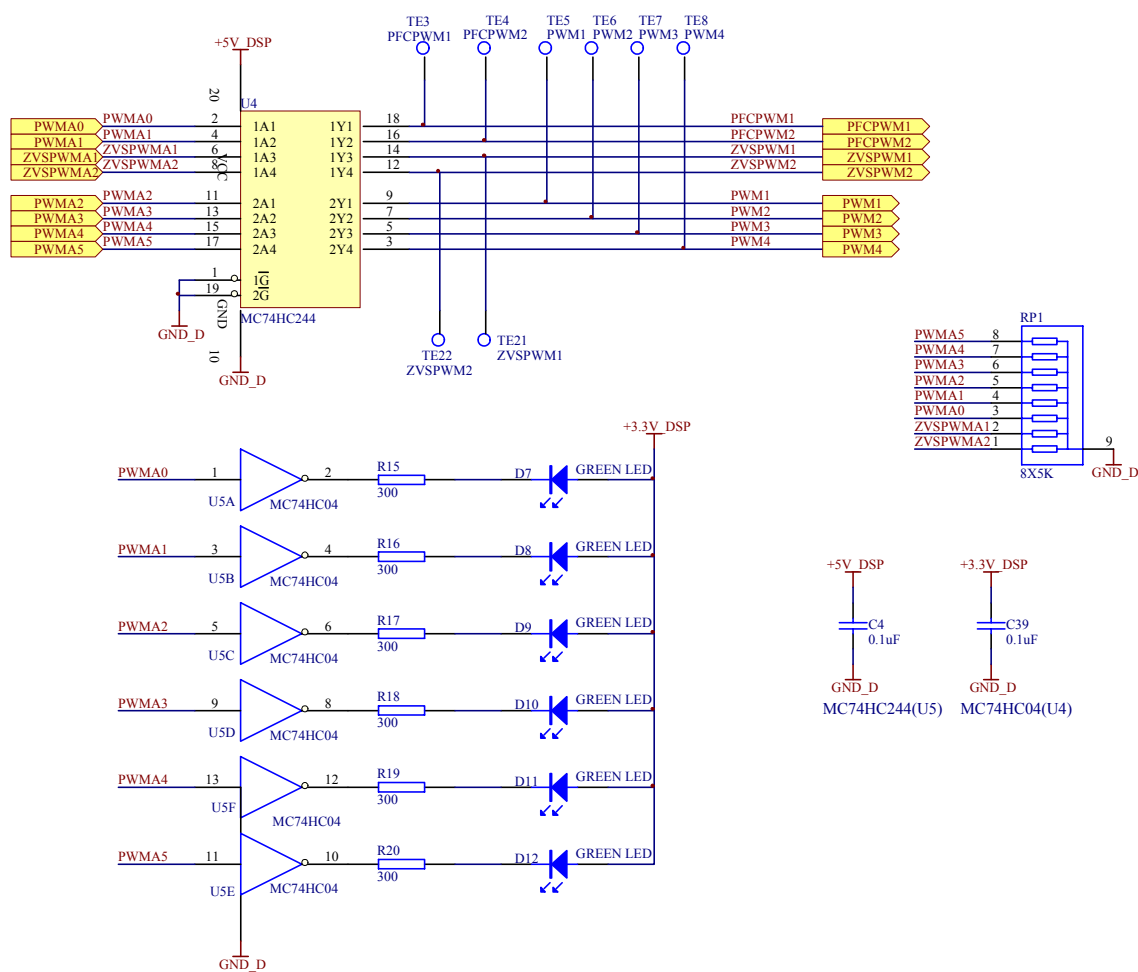 TE3
PFCPWM1
TE4
PFCPWM2
TE5
PWM1
TE6
PWM2
TE7
PWM3
TE8
PWM4
+5V_DSP
20
U4
PWMA0 PWMA0 2 1A1 1Y1 18 PFCPWM1 PFCPWM1
PWMA1 PWMA1 4 1A2 1Y2 16 PFCPWM2 PFCPWM2
ZVSPWMA1 ZVSPWMA1 6 1A3 1Y3 14 ZVSPWM1 ZVSPWM1
ZVSPWMA2 ZVSPWMA2 8 1A4 1Y4 12 ZVSPWM2 ZVSPWM2
VCC
PWMA2 PWMA2 11 2A1 2Y1 9 PWM1 PWM1
PWMA3 PWMA3 13 2A2 2Y2 7 PWM2 PWM2
PWMA4 PWMA4 15 2A3 2Y3 5 PWM3 PWM3
PWMA5 PWMA5 17 2A4 2Y4 3 PWM4 PWM4
1 1G
19 2G
GND
MC74HC244
GND_D
10
GND_D
TE22
ZVSPWM2
TE21
ZVSPWM1
RP1
PWMA5 8
PWMA4 7
PWMA3 6
PWMA2 5
PWMA1 4
PWMA0 3
ZVSPWMA1 2
ZVSPWMA2 1
9
GND_D
8X5K
+3.3V_DSP
PWMA0 1 2 R15 D7 GREEN LED
U5A MC74HC04 300
PWMA1 3 4 R16 D8 GREEN LED
U5B MC74HC04 300
PWMA2 5 6 R17 D9 GREEN LED
U5C MC74HC04 300
PWMA3 9 8 R18 D10 GREEN LED
U5D MC74HC04 300
PWMA4 13 12 R19 D11 GREEN LED
U5F MC74HC04 300
PWMA5 11 10 R20 D12 GREEN LED
U5E MC74HC04 300
GND_D
+5V_DSP
C4
0.1uF
GND_D
MC74HC244(U5)
+3.3V_DSP
C39
0.1uF
GND_D
MC74HC04(U4)